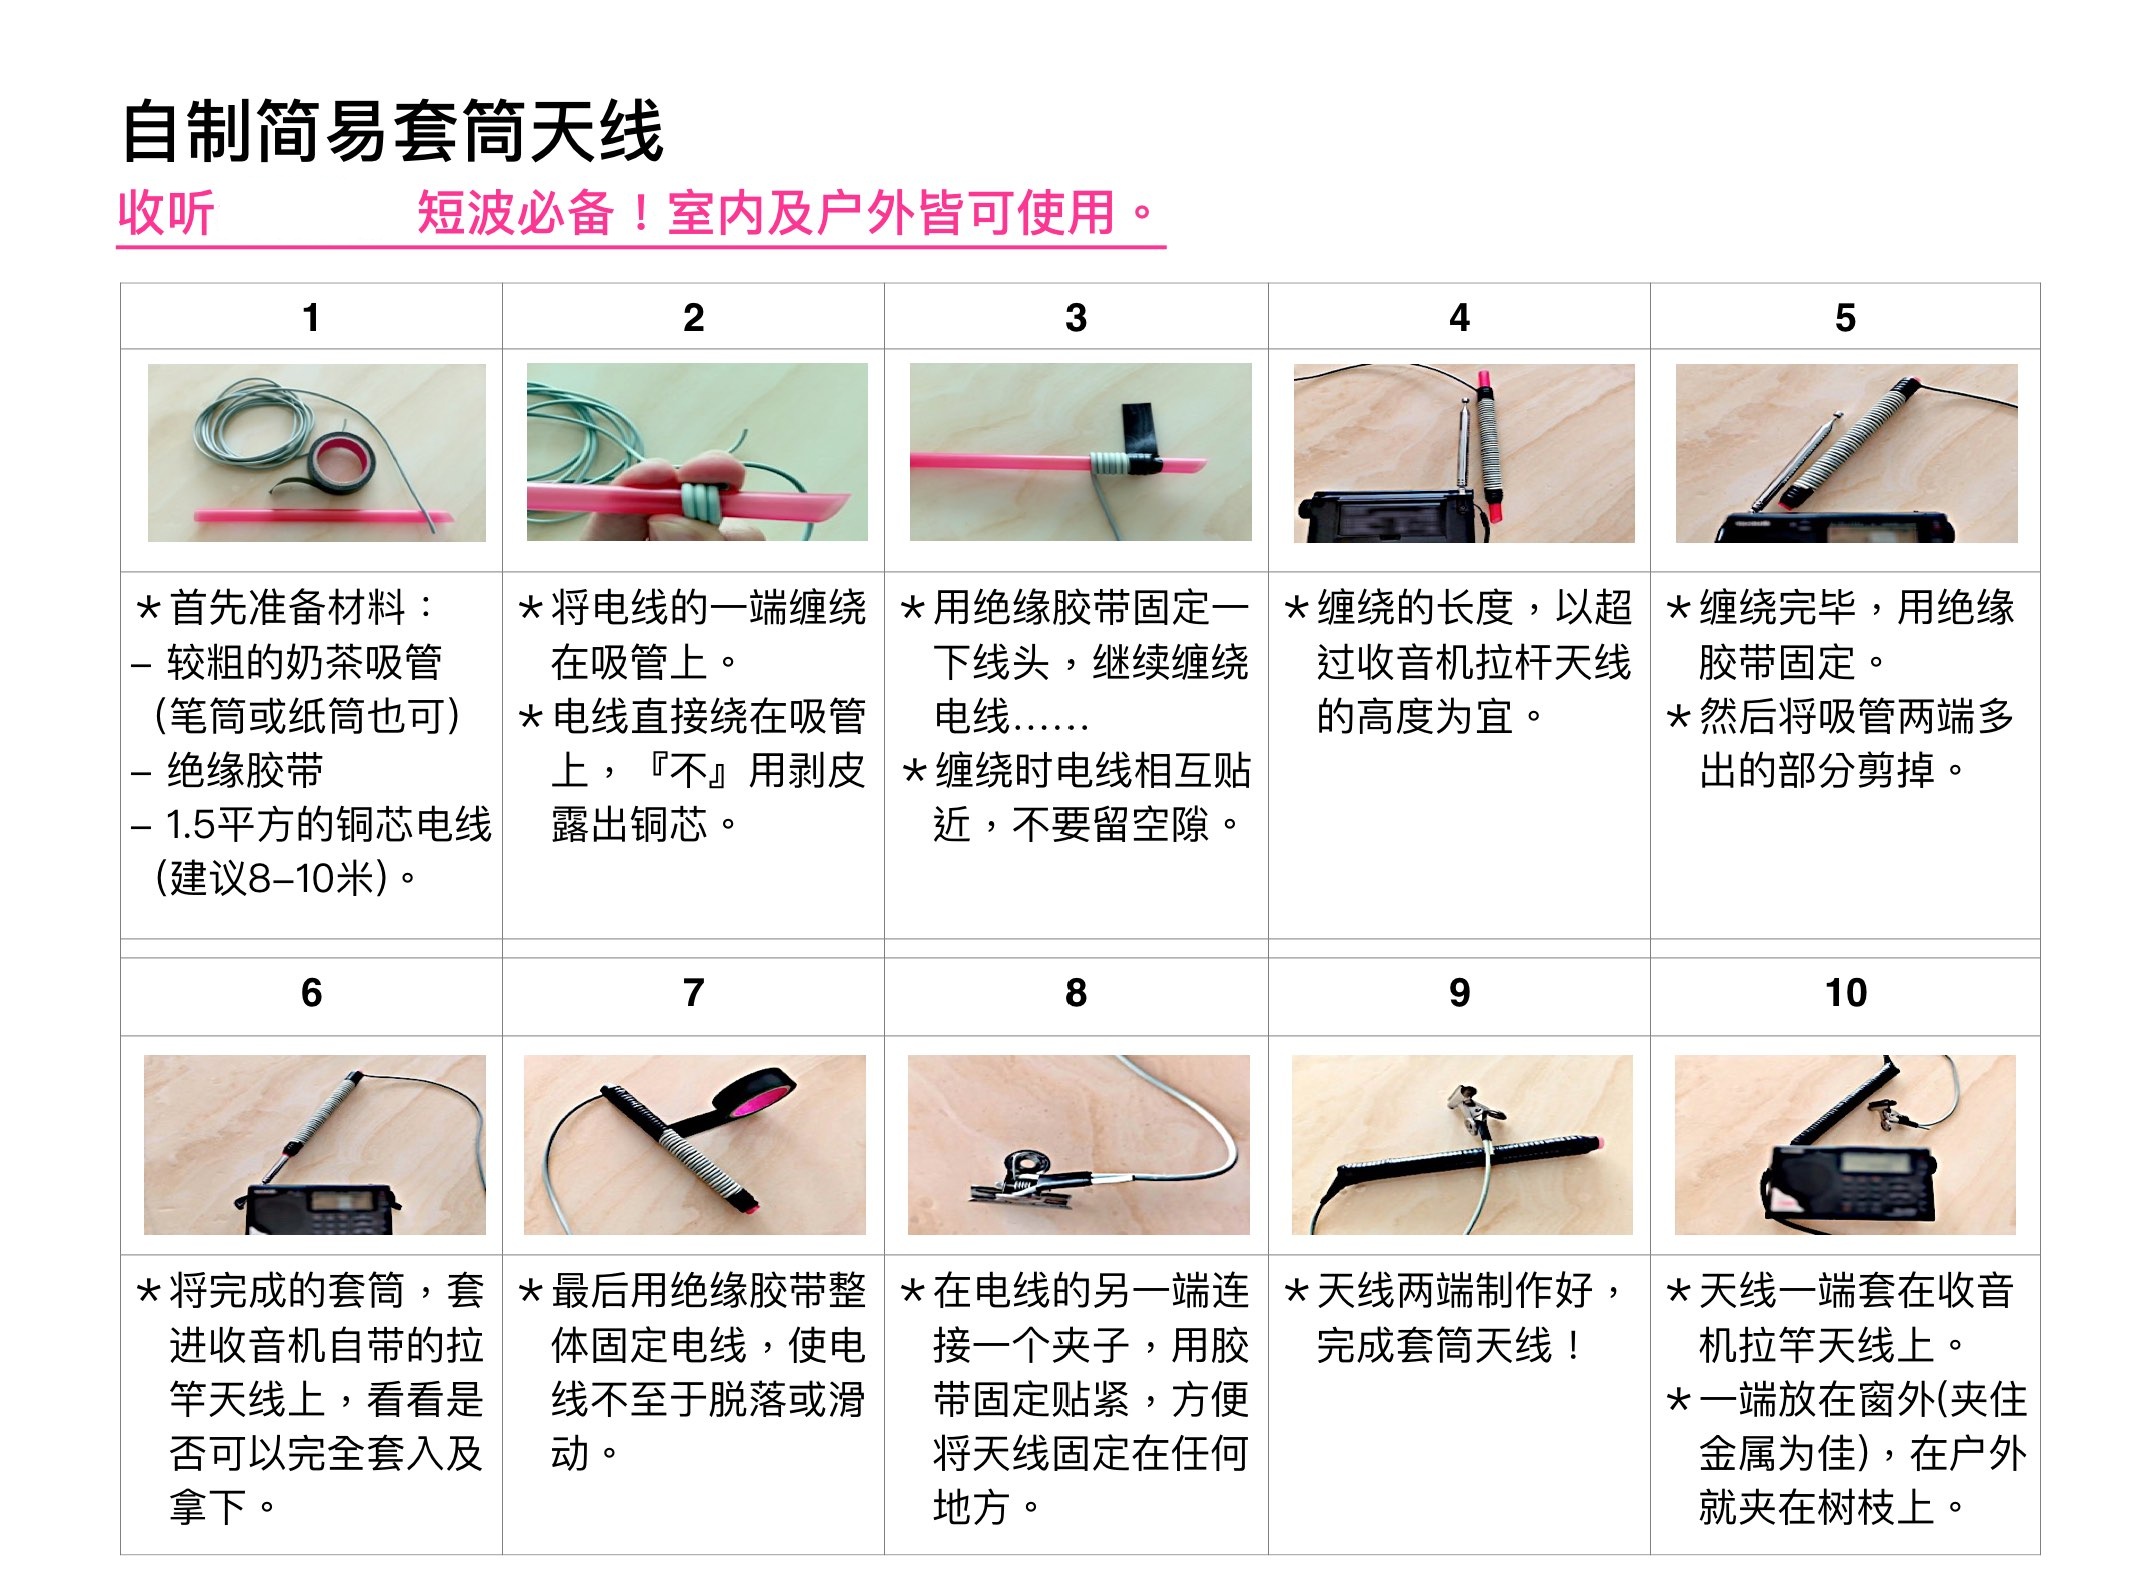 自制简易套筒天线
收听 短波必备！室内及户外皆可使用。
1
2
3
4
5
＊首先准备材料：
– 较粗的奶茶吸管
（笔筒或纸筒也可）
– 绝缘胶带
– 1.5平方的铜芯电线
（建议8–10米）。
＊将电线的一端缠绕
在吸管上。
＊电线直接绕在吸管
上，『不』用剥皮
露出铜芯。
＊用绝缘胶带固定一
下线头，继续缠绕
电线……
＊缠绕时电线相互贴
近，不要留空隙。
＊缠绕的长度，以超
过收音机拉杆天线
的高度为宜。
＊缠绕完毕，用绝缘
胶带固定。
＊然后将吸管两端多
出的部分剪掉。
6
7
8
9
10
＊将完成的套筒，套
进收音机自带的拉
竿天线上，看看是
否可以完全套入及
拿下。
＊最后用绝缘胶带整
体固定电线，使电
线不至于脱落或滑
动。
＊在电线的另一端连
接一个夹子，用胶
带固定贴紧，方便
将天线固定在任何
地方。
＊天线两端制作好，
完成套筒天线！
＊天线一端套在收音
机拉竿天线上。
＊一端放在窗外(夹住
金属为佳)，在户外
就夹在树枝上。